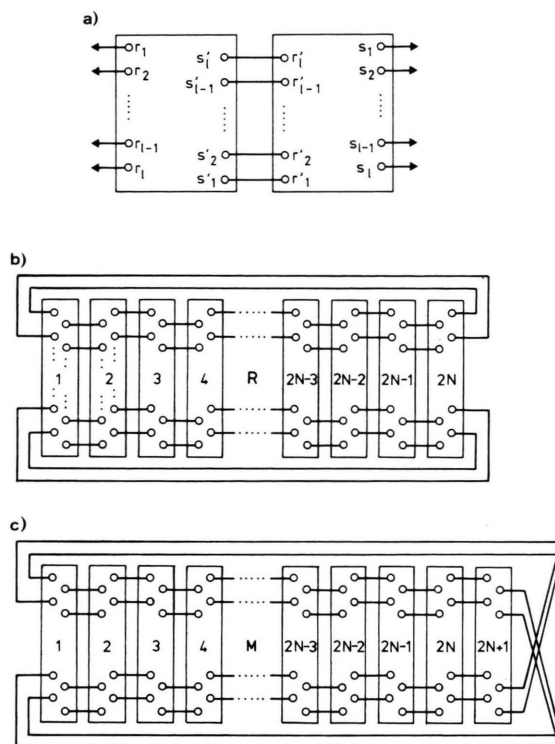 a)
r₁ s′ₗ r′ₗ s₁
r₂ s′ₗ₋₁ r′ₗ₋₁ s₂
rₗ₋₁ s′₂ r′₂ sₗ₋₁
rₗ s′₁ r′₁ sₗ
b)
1 2 3 4 R 2N-3 2N-2 2N-1 2N
c)
1 2 3 4 M 2N-3 2N-2 2N-1 2N 2N+1